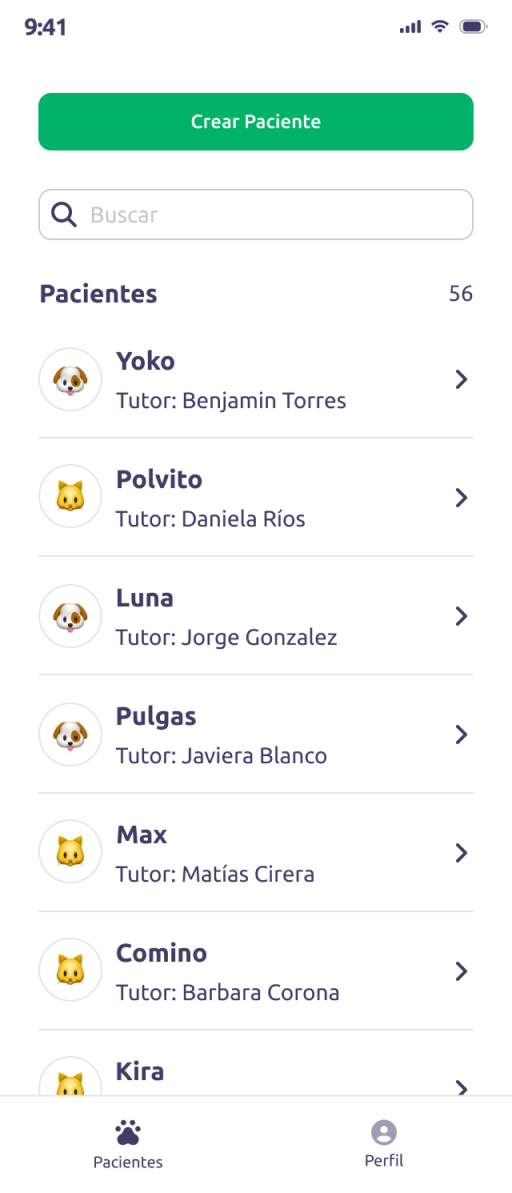 9:41
Crear Paciente
Buscar
Pacientes 56
Yoko
Tutor: Benjamin Torres
Polvito
Tutor: Daniela Ríos
Luna
Tutor: Jorge Gonzalez
Pulgas
Tutor: Javiera Blanco
Max
Tutor: Matías Cirera
Comino
Tutor: Barbara Corona
Kira
Pacientes Perfil